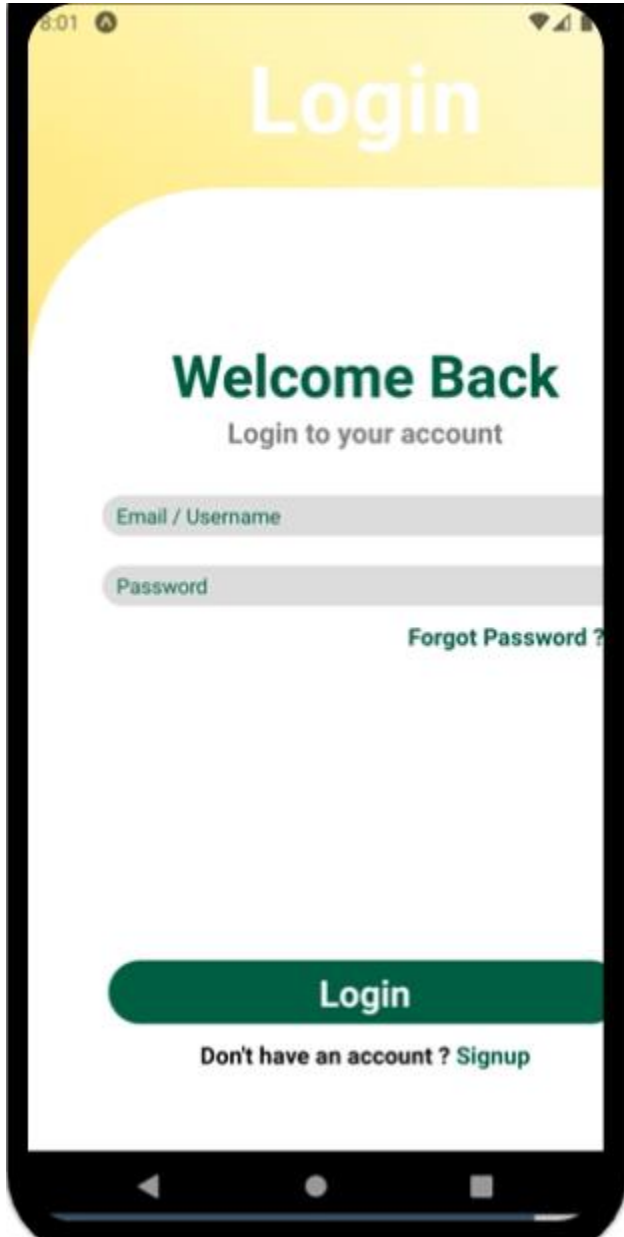 8:01
Login
Welcome Back
Login to your account
Email / Username
Password
Forgot Password ?
Login
Don't have an account ? Signup